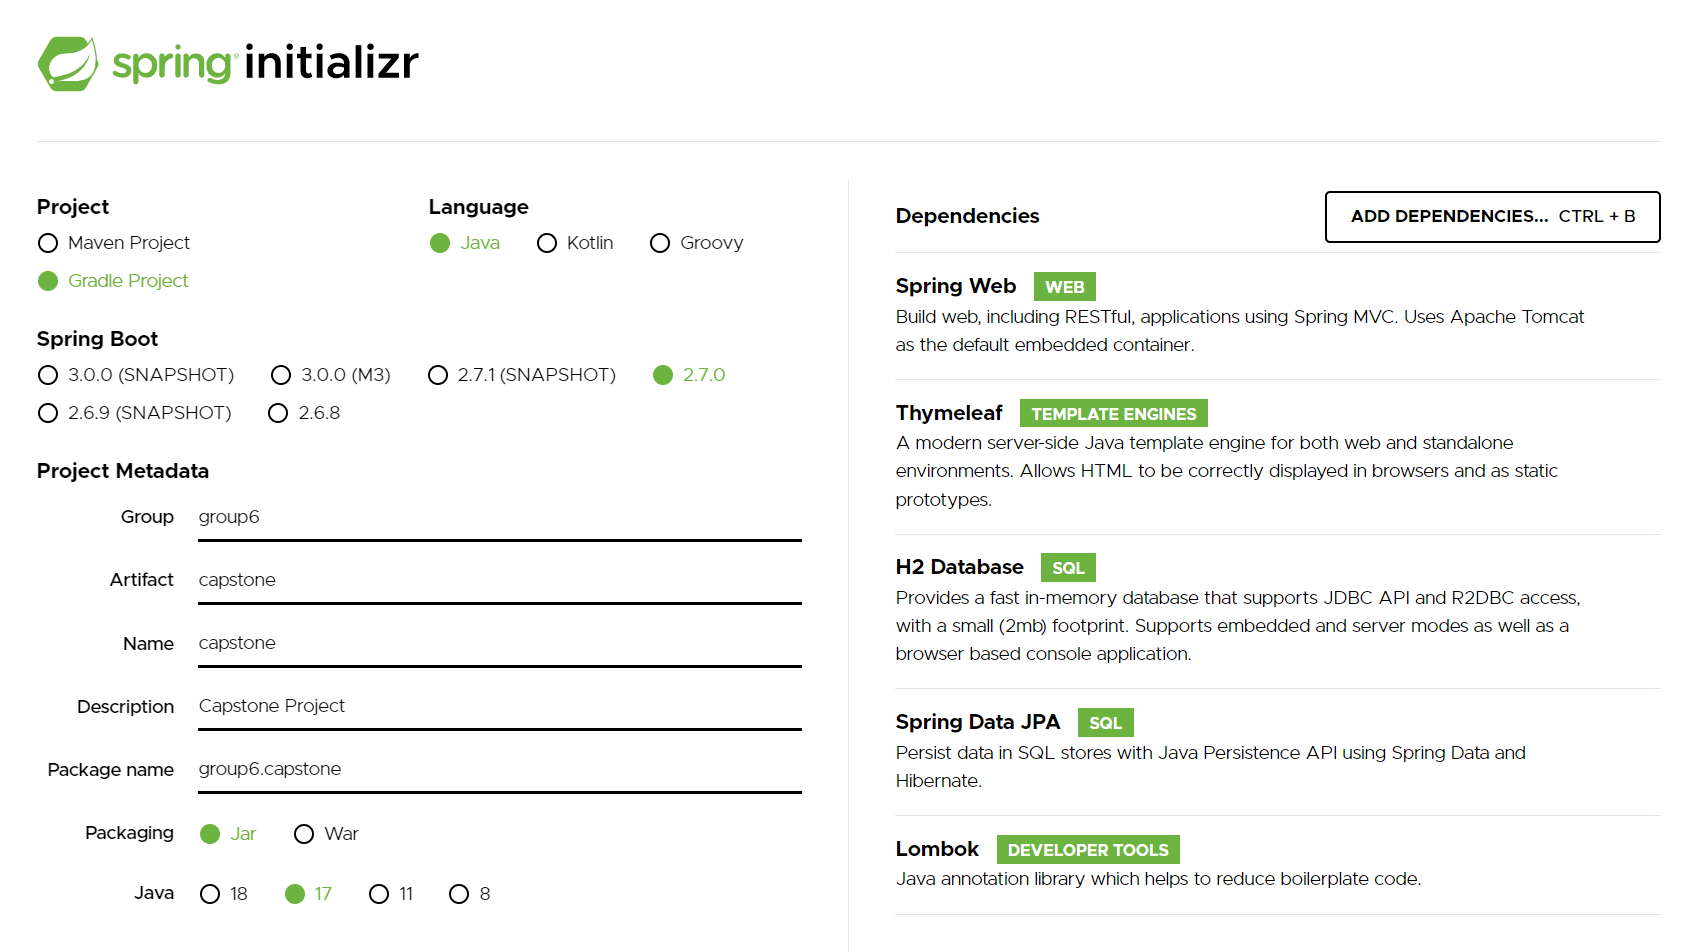 spring initializr
Project
Maven Project
Gradle Project
Language
Java Kotlin Groovy
Spring Boot
3.0.0 (SNAPSHOT) 3.0.0 (M3) 2.7.1 (SNAPSHOT) 2.7.0
2.6.9 (SNAPSHOT) 2.6.8
Project Metadata
Group group6
Artifact capstone
Name capstone
Description Capstone Project
Package name group6.capstone
Packaging Jar War
Java 18 17 11 8
Dependencies
ADD DEPENDENCIES... CTRL + B
Spring Web WEB
Build web, including RESTful, applications using Spring MVC. Uses Apache Tomcat
as the default embedded container.
Thymeleaf TEMPLATE ENGINES
A modern server-side Java template engine for both web and standalone
environments. Allows HTML to be correctly displayed in browsers and as static
prototypes.
H2 Database SQL
Provides a fast in-memory database that supports JDBC API and R2DBC access,
with a small (2mb) footprint. Supports embedded and server modes as well as a
browser based console application.
Spring Data JPA SQL
Persist data in SQL stores with Java Persistence API using Spring Data and
Hibernate.
Lombok DEVELOPER TOOLS
Java annotation library which helps to reduce boilerplate code.